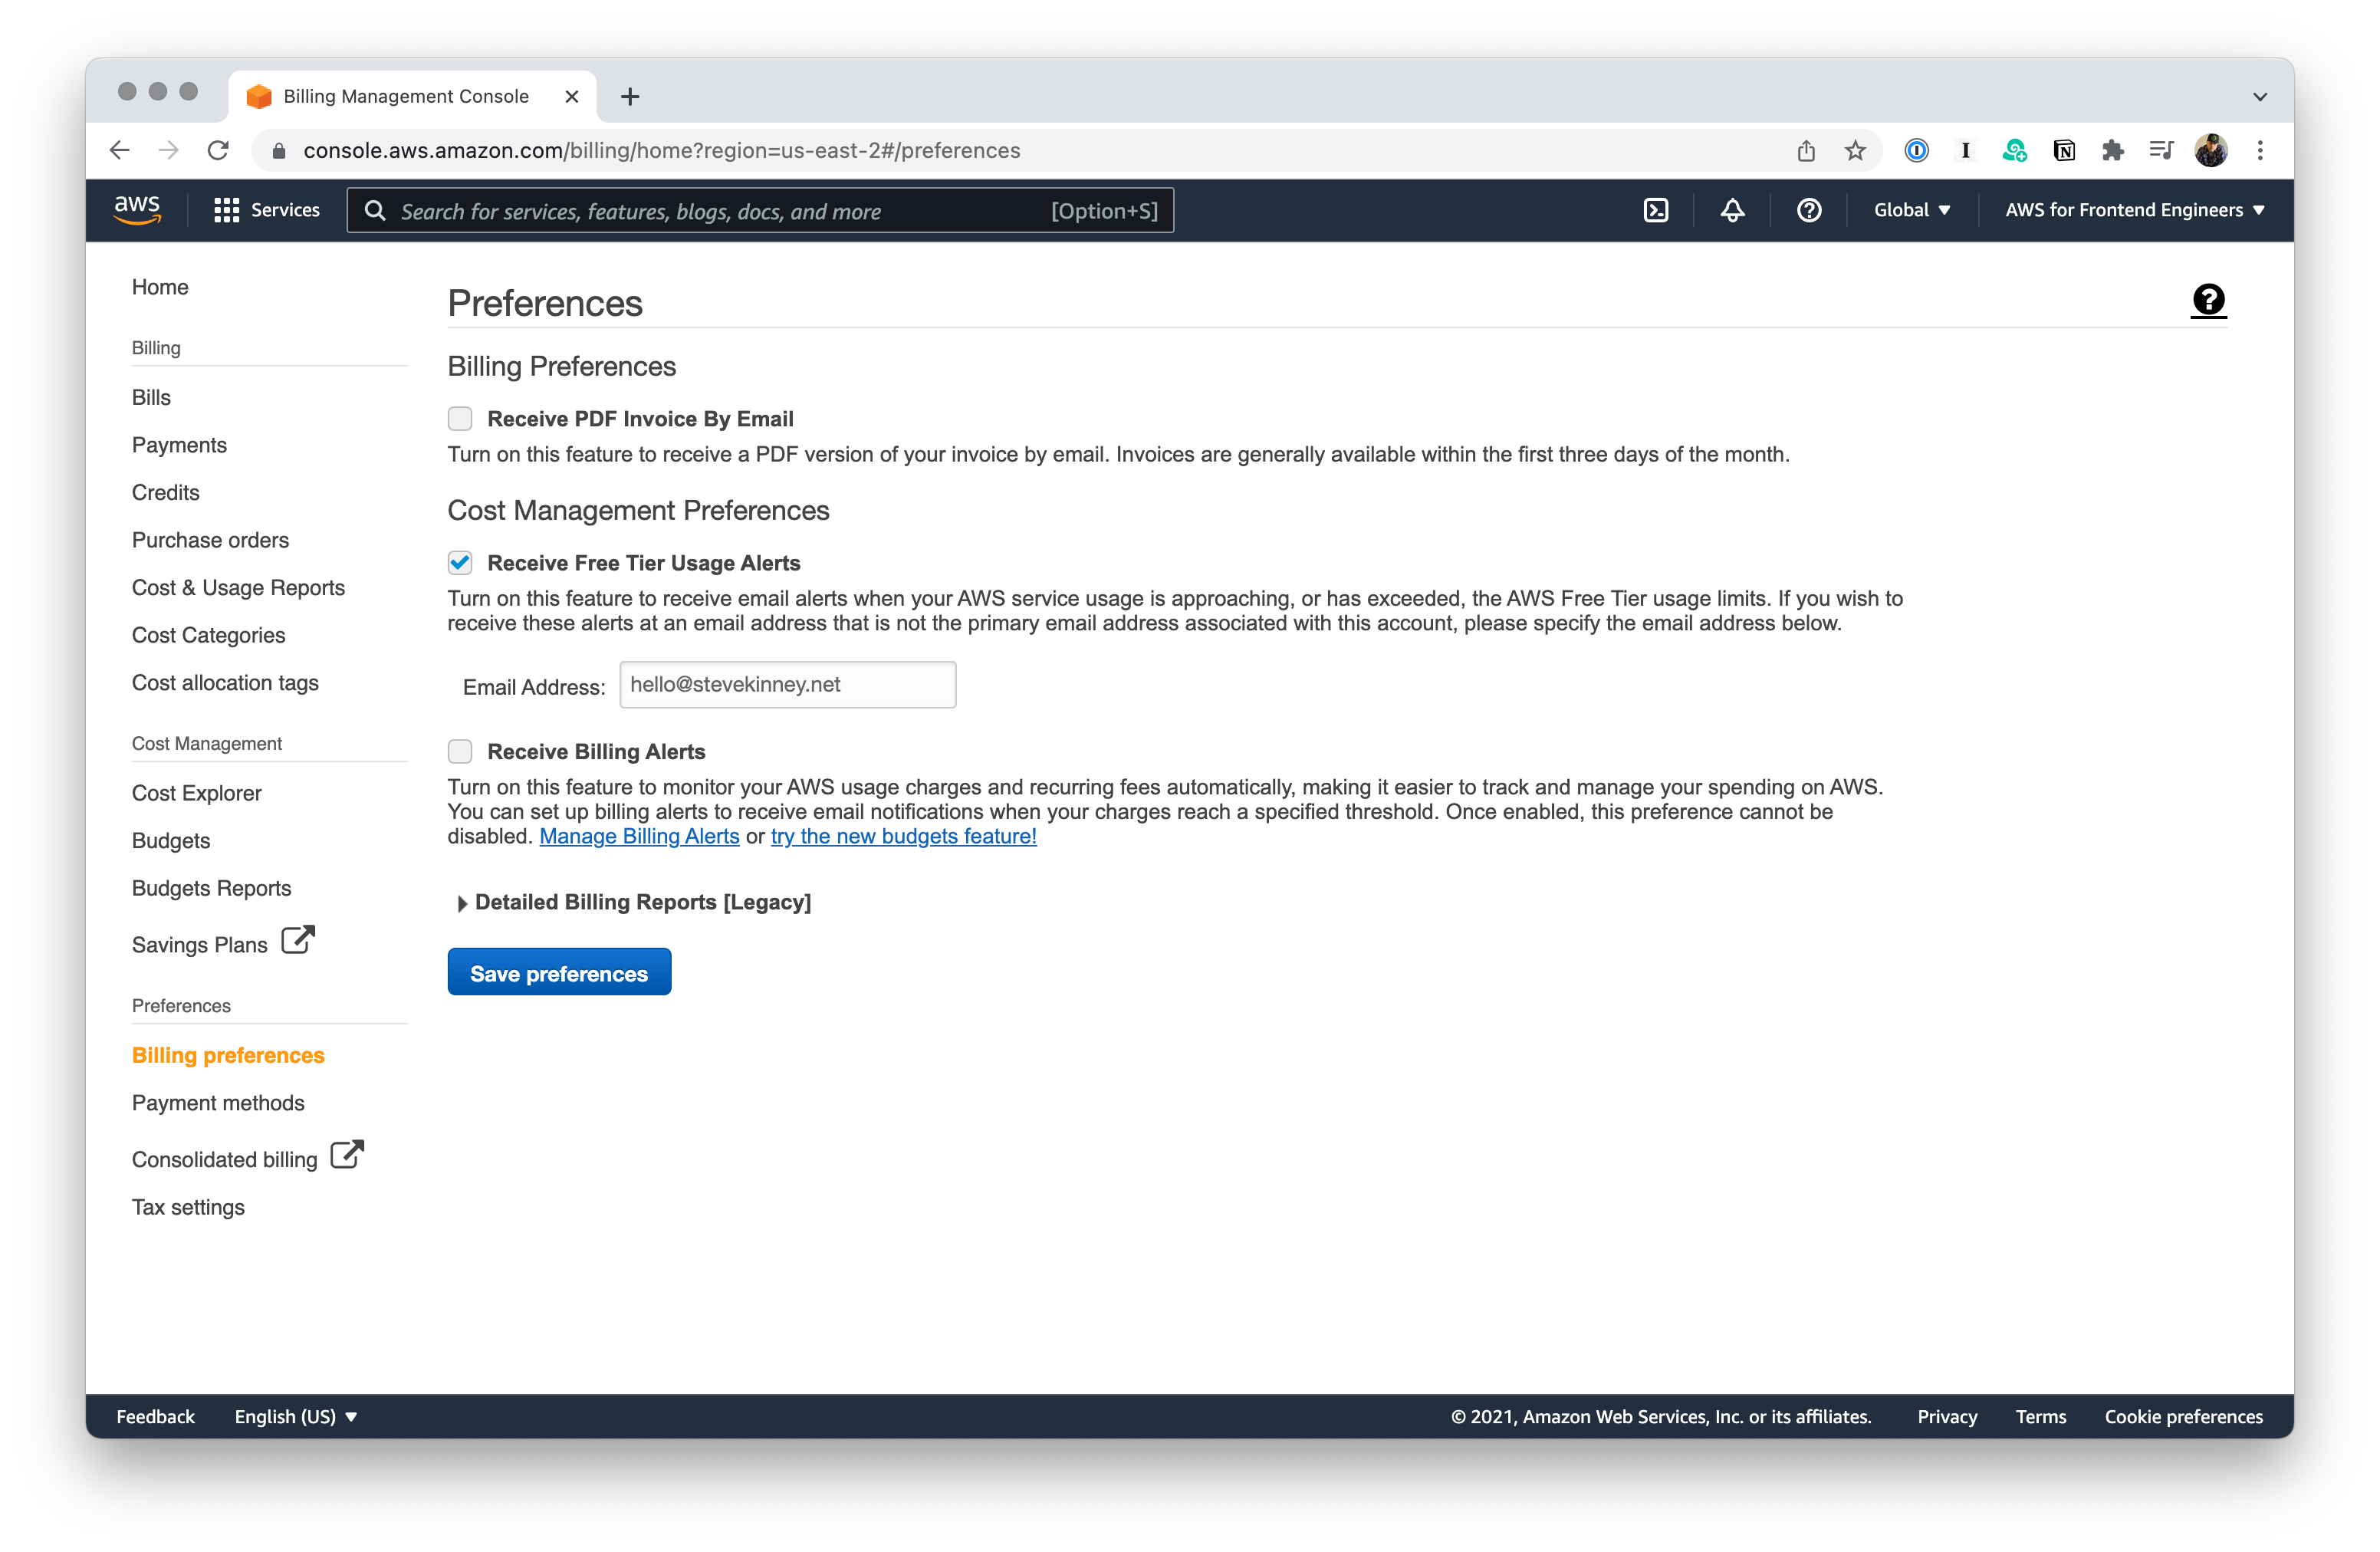 Billing Management Console
console.aws.amazon.com/billing/home?region=us-east-2#/preferences
aws
Services
Search for services, features, blogs, docs, and more
[Option+S]
Global
AWS for Frontend Engineers
Home
Billing
Bills
Payments
Credits
Purchase orders
Cost & Usage Reports
Cost Categories
Cost allocation tags
Cost Management
Cost Explorer
Budgets
Budgets Reports
Savings Plans
Preferences
Billing preferences
Payment methods
Consolidated billing
Tax settings
Preferences
Billing Preferences
Receive PDF Invoice By Email
Turn on this feature to receive a PDF version of your invoice by email. Invoices are generally available within the first three days of the month.
Cost Management Preferences
Receive Free Tier Usage Alerts
Turn on this feature to receive email alerts when your AWS service usage is approaching, or has exceeded, the AWS Free Tier usage limits. If you wish to
receive these alerts at an email address that is not the primary email address associated with this account, please specify the email address below.
Email Address: hello@stevekinney.net
Receive Billing Alerts
Turn on this feature to monitor your AWS usage charges and recurring fees automatically, making it easier to track and manage your spending on AWS.
You can set up billing alerts to receive email notifications when your charges reach a specified threshold. Once enabled, this preference cannot be
disabled. Manage Billing Alerts or try the new budgets feature!
Detailed Billing Reports [Legacy]
Save preferences
Feedback
English (US)
© 2021, Amazon Web Services, Inc. or its affiliates.
Privacy
Terms
Cookie preferences